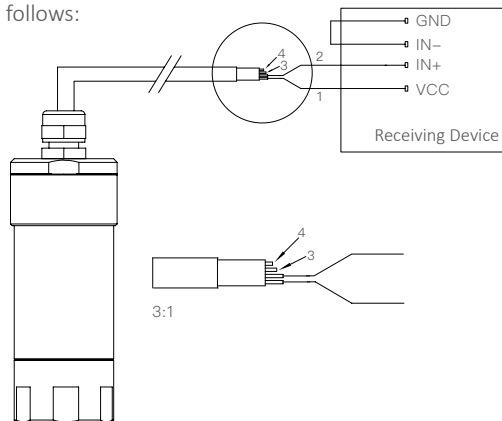 follows:
4
3
2
1
GND
IN−
IN+
VCC
Receiving Device
4
3
3:1